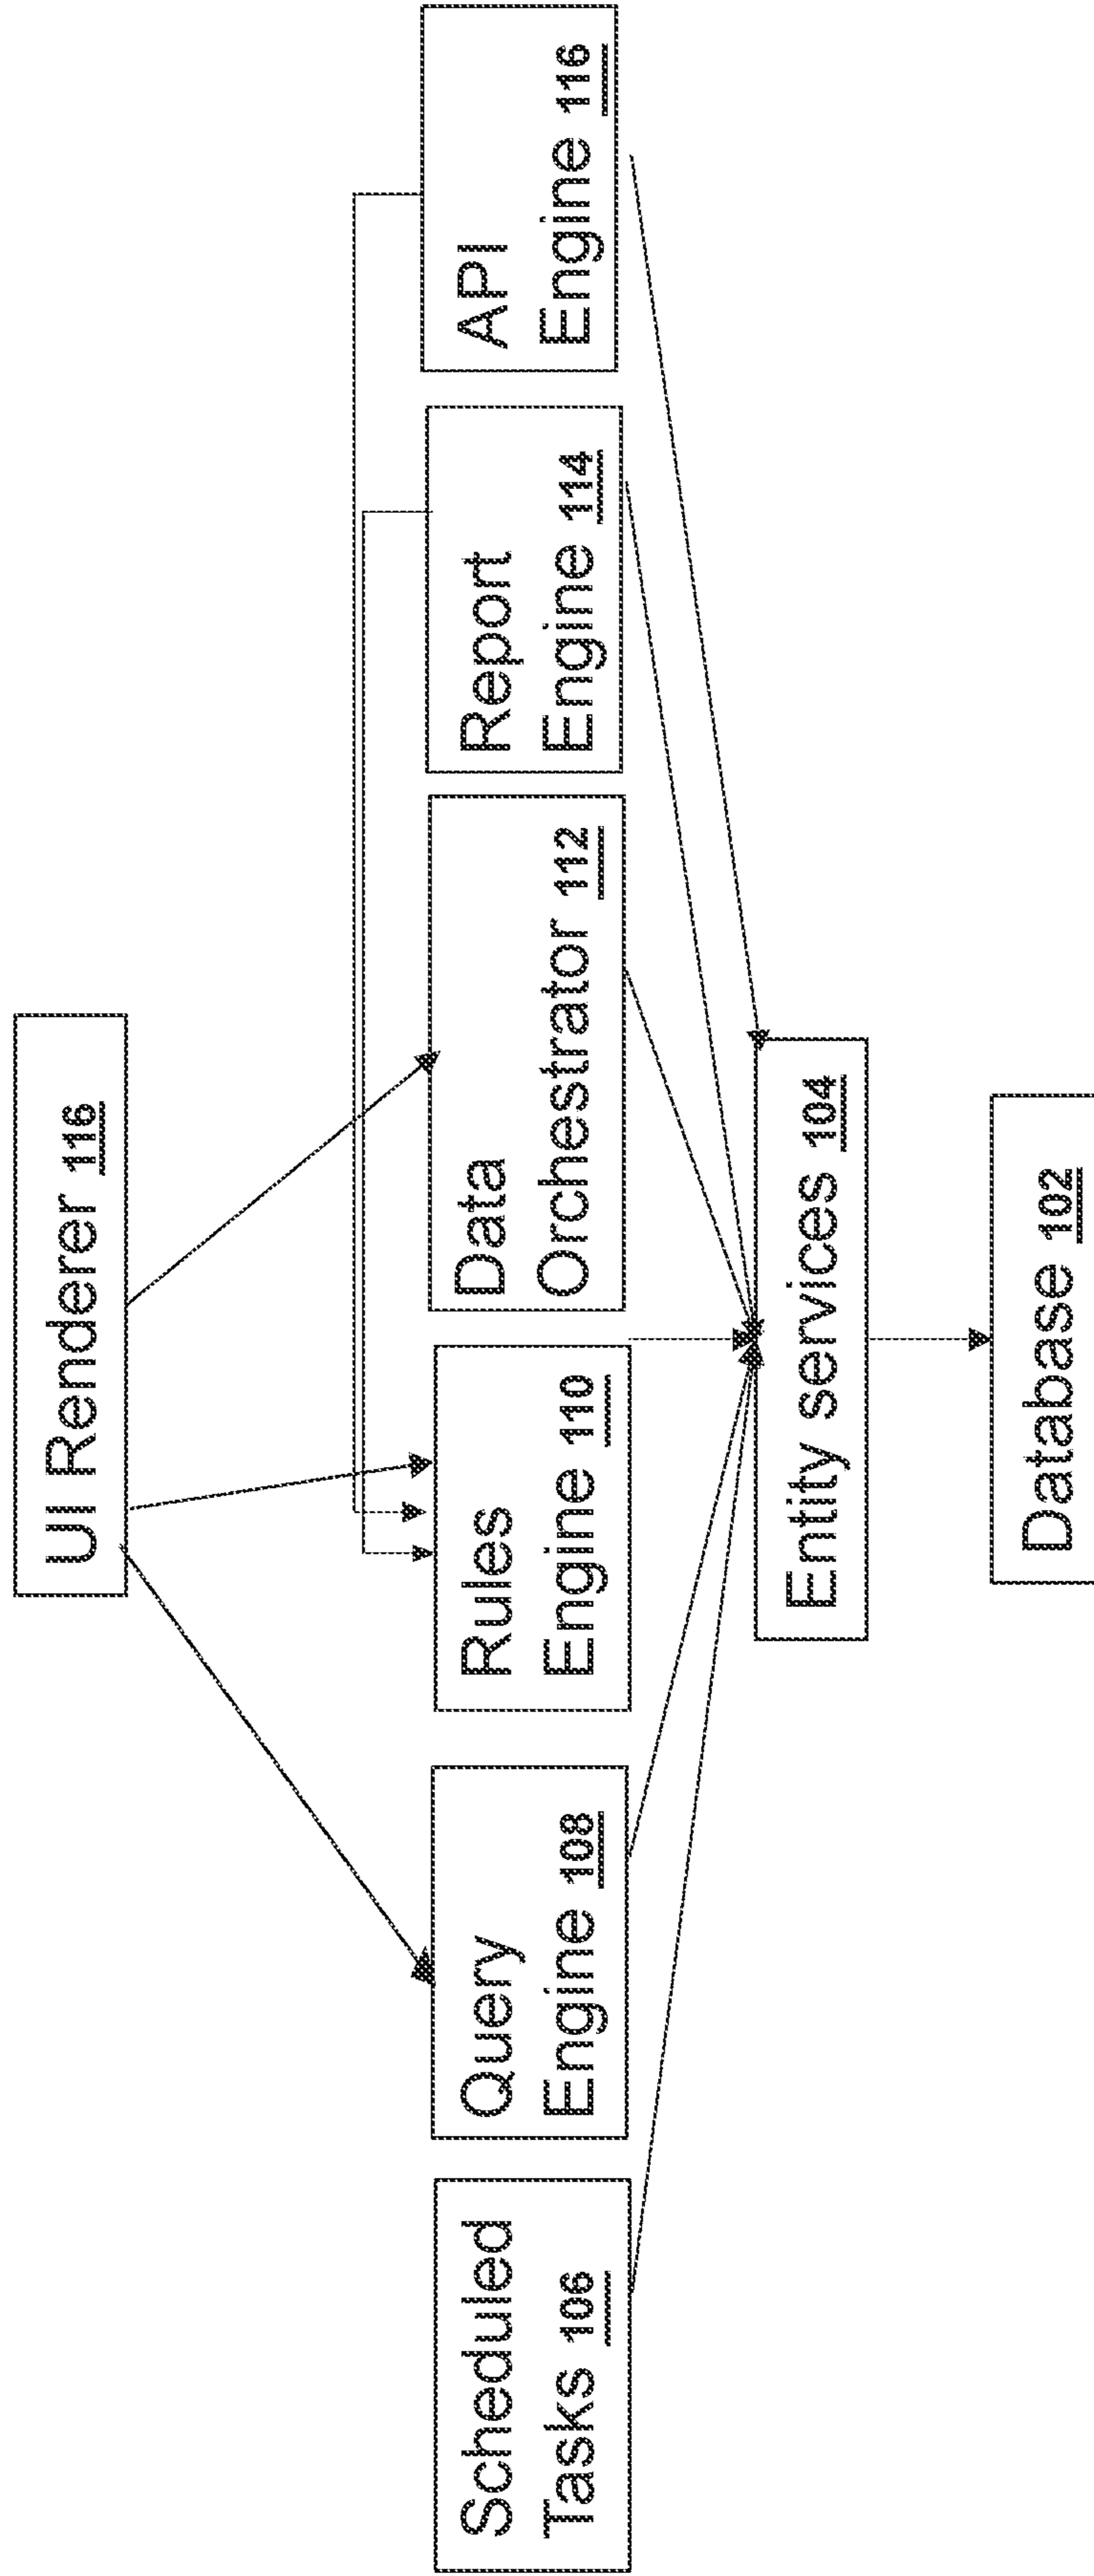 UI Renderer 116
Scheduled
Tasks 106
Query
Engine 108
Rules
Engine 110
Data
Orchestrator 112
Report
Engine 114
API
Engine 116
Entity services 104
Database 102